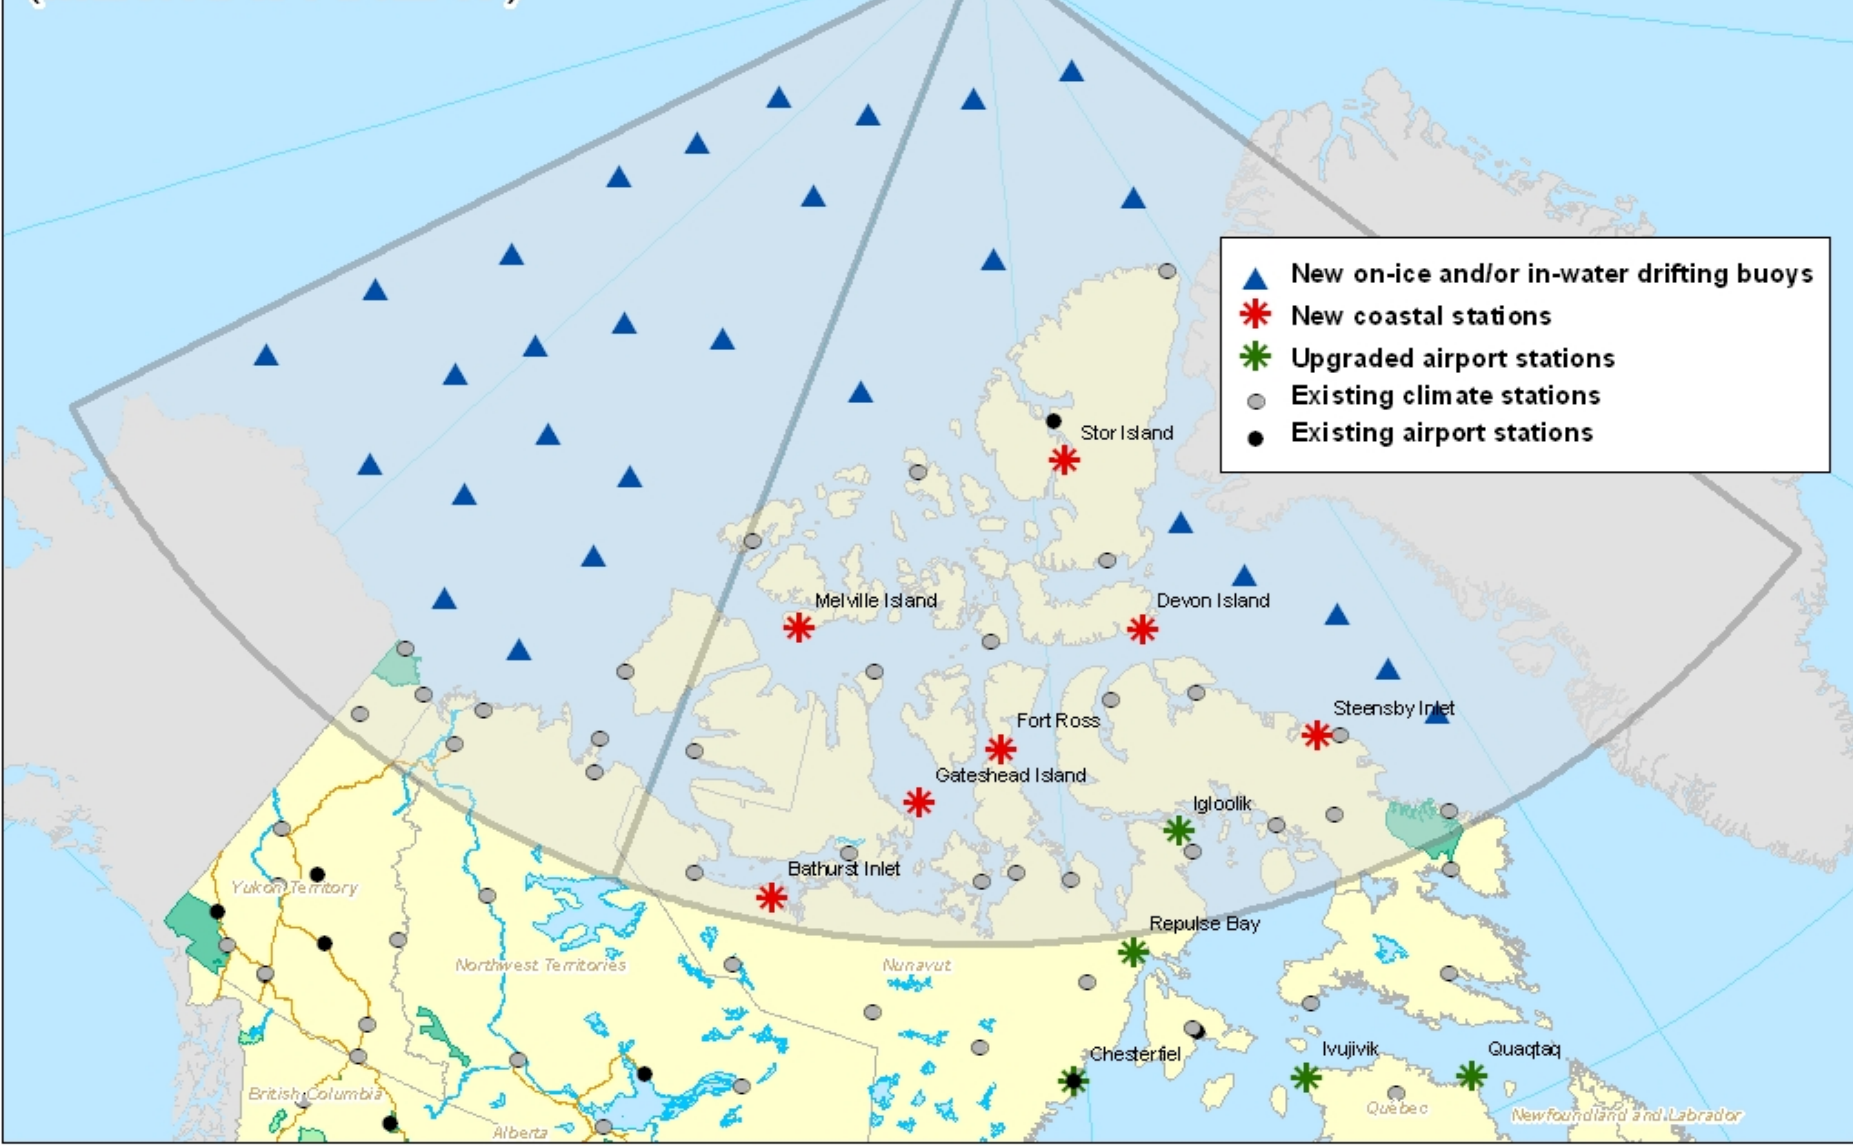 New on-ice and/or in-water drifting buoys
New coastal stations
Upgraded airport stations
Existing climate stations
Existing airport stations
Stor Island
Melville Island
Devon Island
Steensby Inlet
Fort Ross
Gateshead Island
Igloolik
Bathurst Inlet
Yukon Territory
Repulse Bay
Northwest Territories
Nunavut
Chesterfiel
Ivujivik
Quaqtaq
British Columbia
Quebec
Newfoundland and Labrador
Alberta